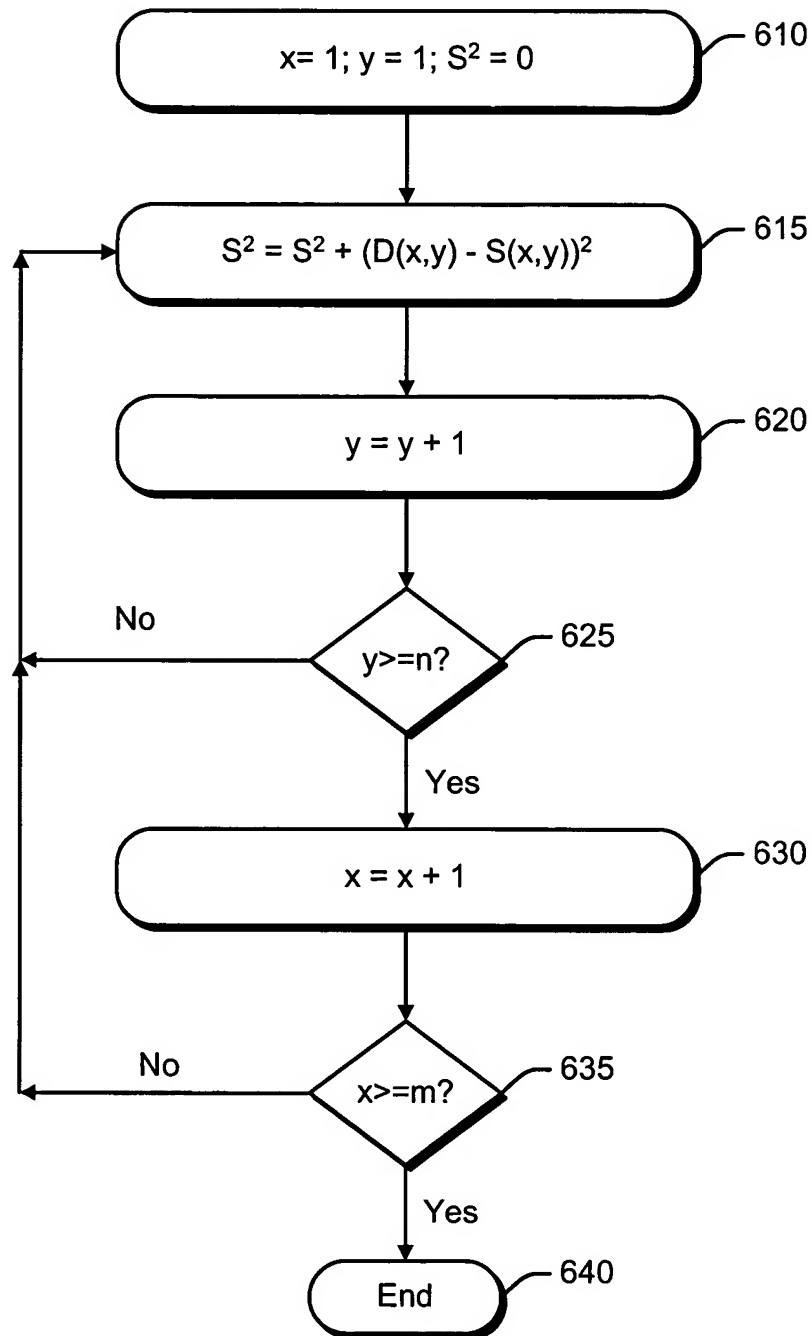 x= 1; y = 1; S² = 0
610
S² = S² + (D(x,y) - S(x,y))²
615
y = y + 1
620
No
y>=n?
625
Yes
x = x + 1
630
No
x>=m?
635
Yes
End
640